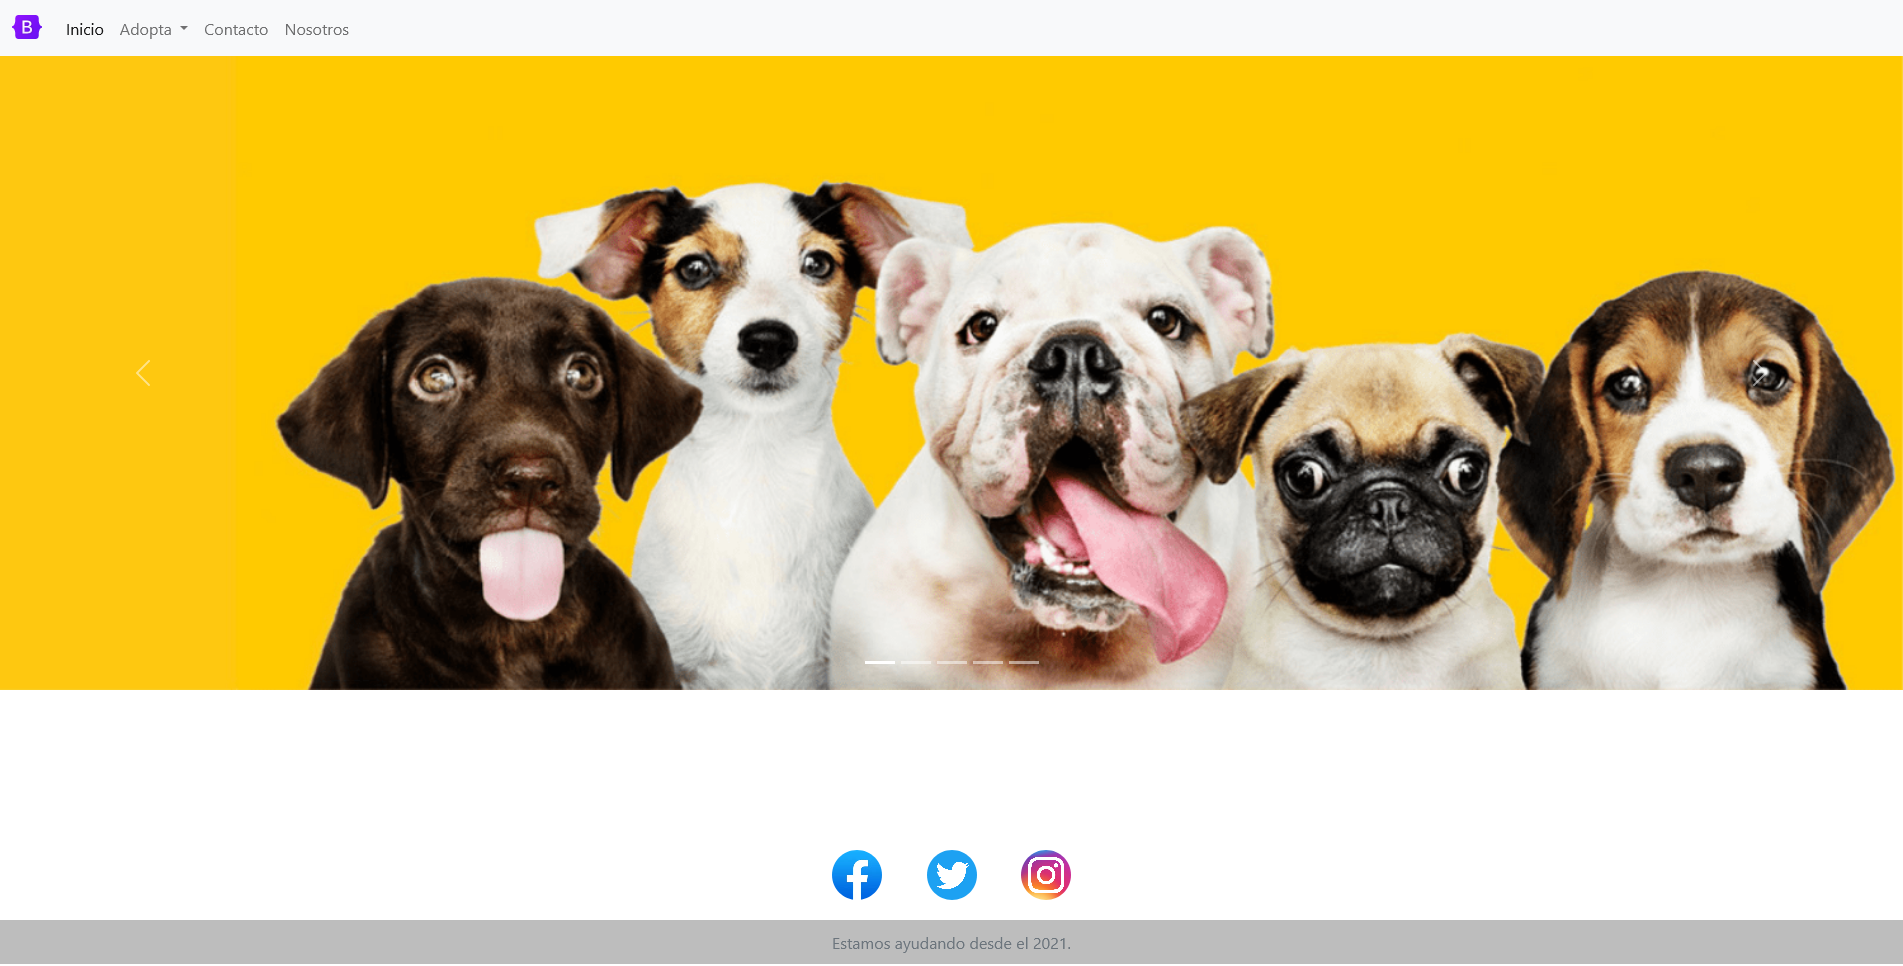 B
Inicio Adopta Contacto Nosotros
Estamos ayudando desde el 2021.